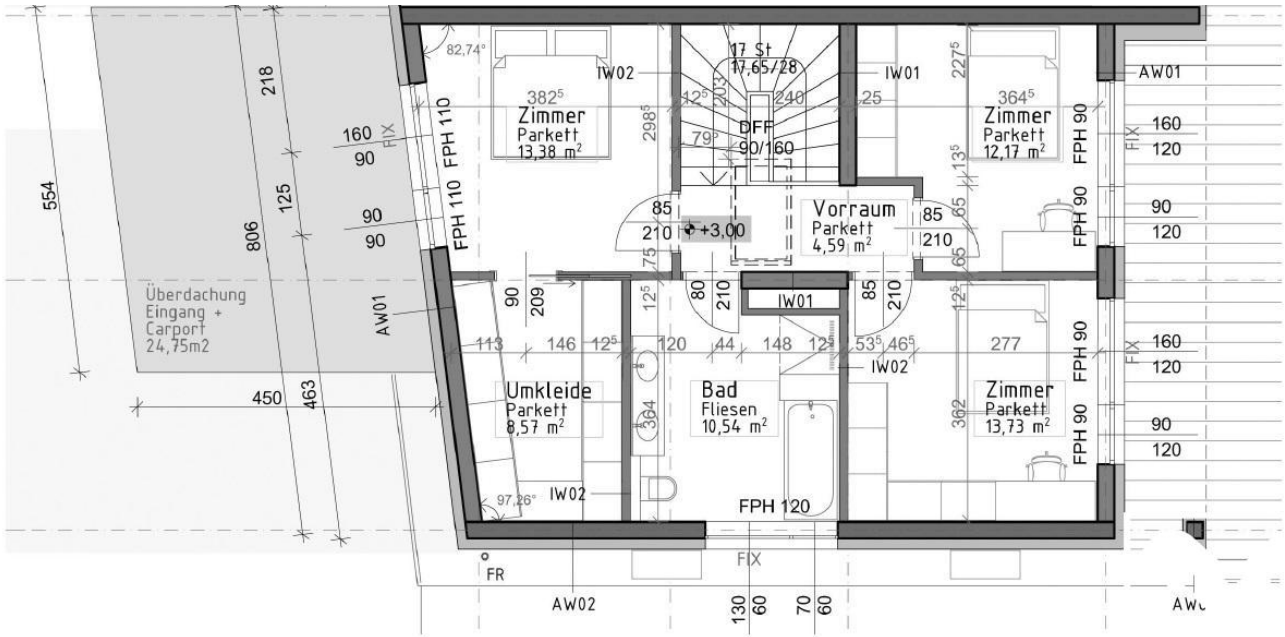 82,74°
17 St
17,65/28
IW02
IW01
AW01
218
160
90
FIX
FPH 110
382⁵
Zimmer
Parkett
13,38 m²
298⁵
12⁵
203
240
25
DFF
90/160
79⁵
227⁵
364⁵
Zimmer
Parkett
12,17 m²
13⁵
FPH 90
160
120
FIX
554
806
125
90
90
FPH 110
85
210
+3,00
75
Vorraum
Parkett
4,59 m²
85
210
65
65
FPH 90
90
120
Überdachung
Eingang +
Carport
24,75m2
AW01
90
209
12⁵
80
210
IW01
85
210
12⁵
FPH 90
160
120
FIX
113
146
12⁵
120
44
148
12⁵
53⁵
46⁵
277
IW02
450
463
Umkleide
Parkett
8,57 m²
364
Bad
Fliesen
10,54 m²
362
Zimmer
Parkett
13,73 m²
FPH 90
90
120
97,26°
IW02
FPH 120
FR
FIX
AW02
130
60
70
60